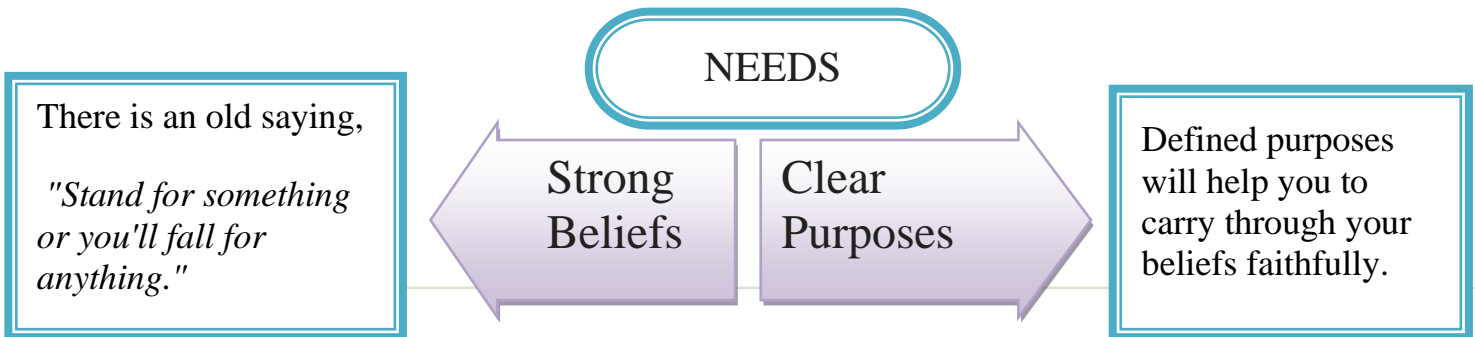 NEEDS
There is an old saying,
"Stand for something
or you'll fall for
anything."
Strong
Beliefs
Clear
Purposes
Defined purposes
will help you to
carry through your
beliefs faithfully.